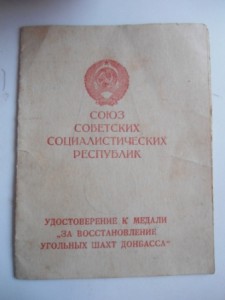 СОЮЗ
СОВЕТСКИХ
СОЦИАЛИСТИЧЕСКИХ
РЕСПУБЛИК
УДОСТОВЕРЕНИЕ К МЕДАЛИ
„ЗА ВОССТАНОВЛЕНИЕ
УГОЛЬНЫХ ШАХТ ДОНБАССА“